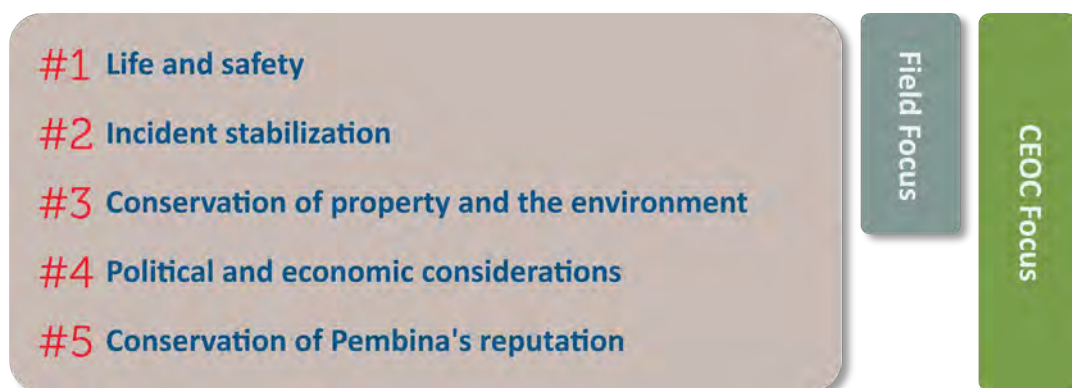 #1 Life and safety
#2 Incident stabilization
#3 Conservation of property and the environment
#4 Political and economic considerations
#5 Conservation of Pembina's reputation
Field Focus
CEOC Focus